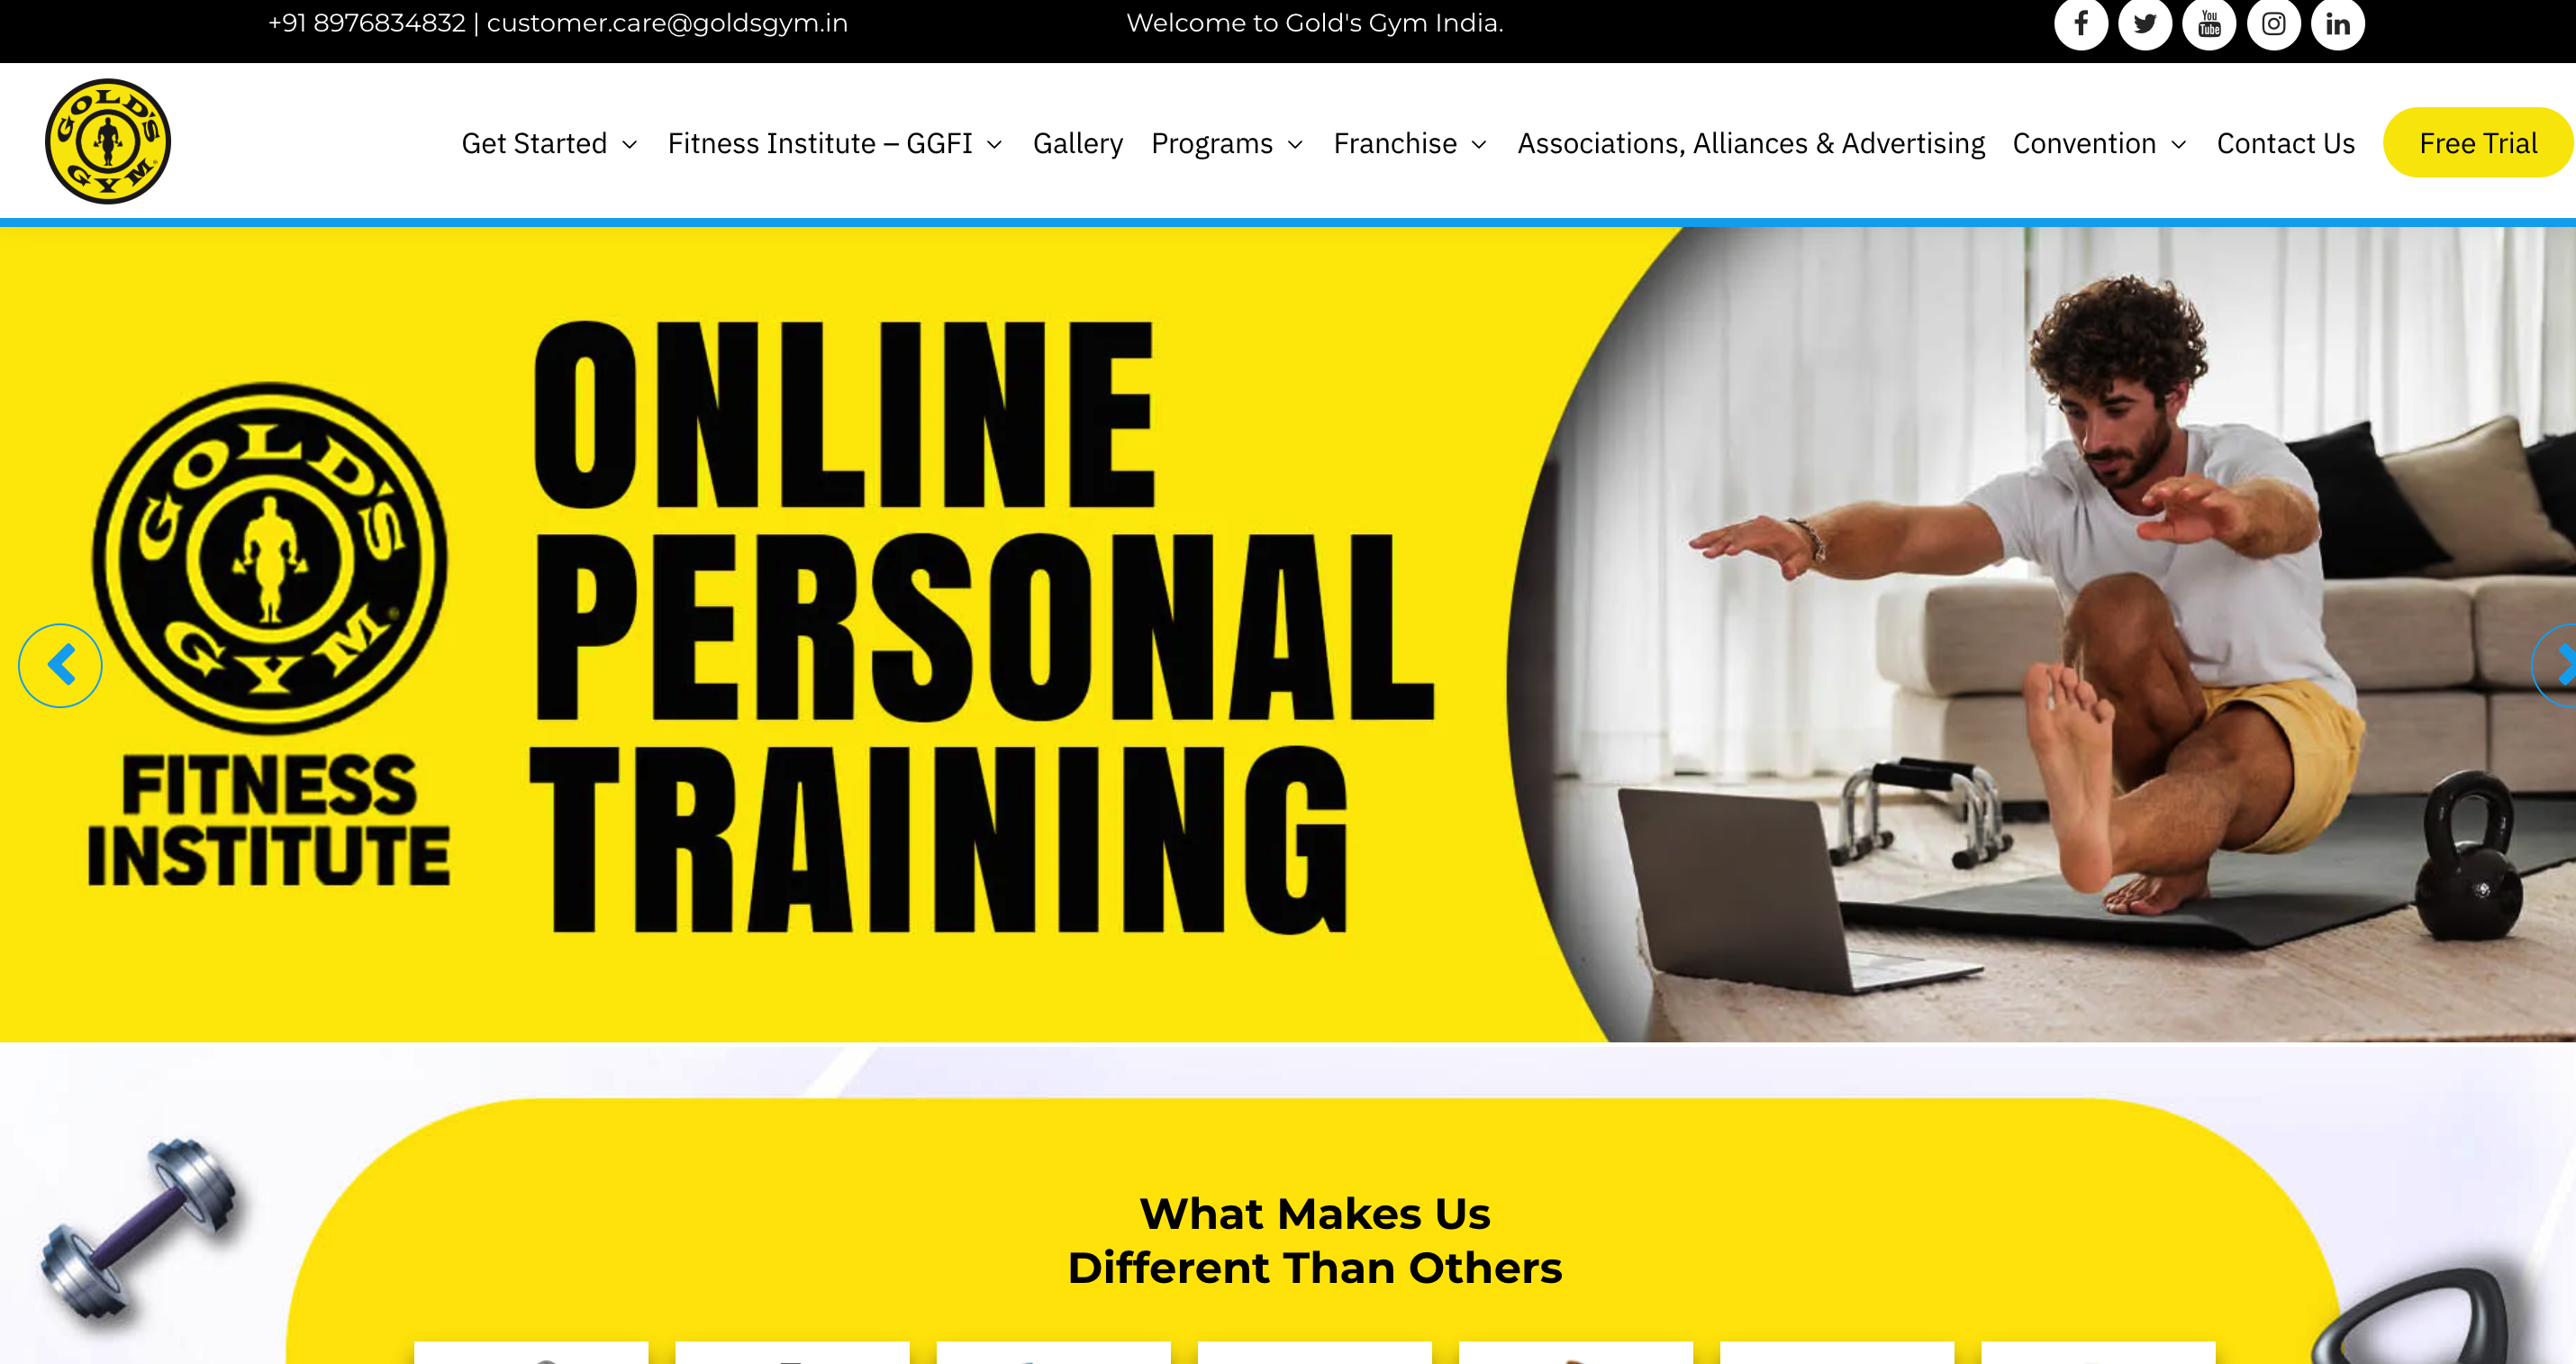 +91 8976834832 | customer.care@goldsgym.in
Welcome to Gold's Gym India.
You
Tube
GOLD'S
GYM
Get Started
Fitness Institute – GGFI
Gallery
Programs
Franchise
Associations, Alliances & Advertising
Convention
Contact Us
Free Trial
GOLD'S
GYM
FITNESS
INSTITUTE
ONLINE
PERSONAL
TRAINING
What Makes Us
Different Than Others